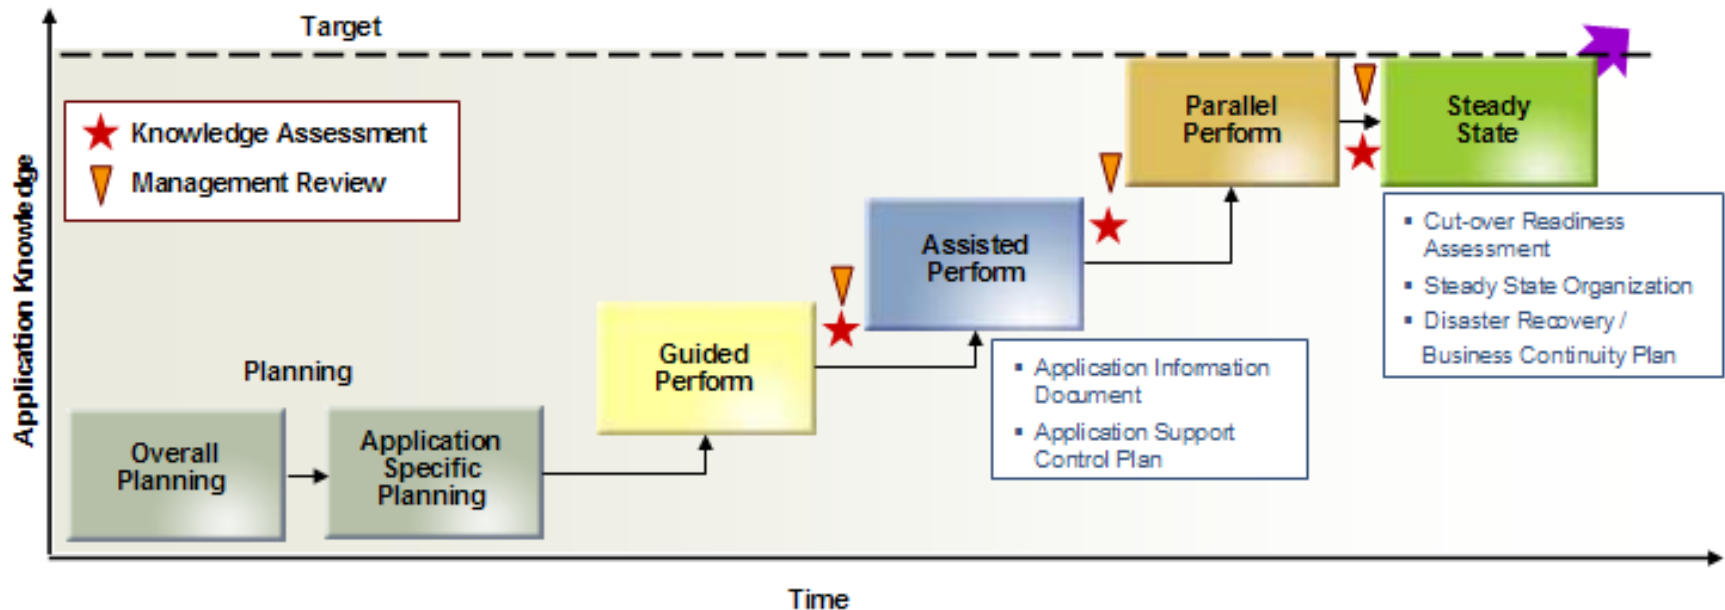 Target
Knowledge Assessment
Management Review
Application Knowledge
Planning
Overall
Planning
Application
Specific
Planning
Guided
Perform
Assisted
Perform
▪ Application Information
Document
▪ Application Support
Control Plan
Parallel
Perform
Steady
State
▪ Cut-over Readiness
Assessment
▪ Steady State Organization
▪ Disaster Recovery /
Business Continuity Plan
Time